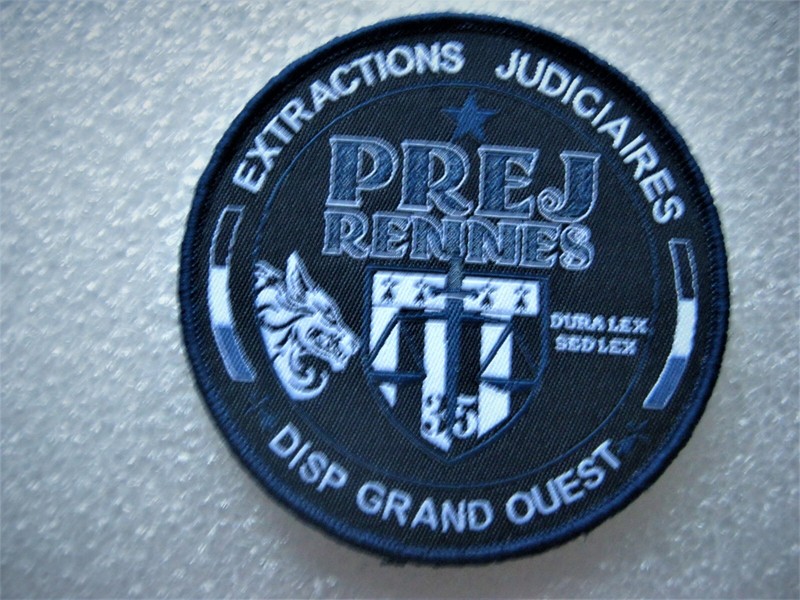 EXTRACTIONS JUDICIAIRES
PREJ
RENNES
DURA LEX
SED LEX
35
DISP GRAND OUEST